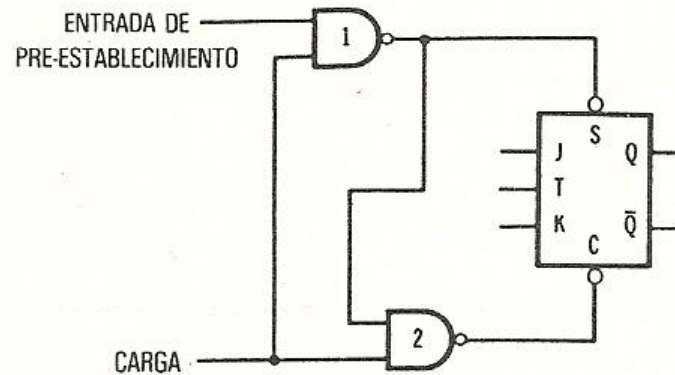 ENTRADA DE
PRE-ESTABLECIMIENTO
1
S
J Q
T
K Q̅
C
2
CARGA